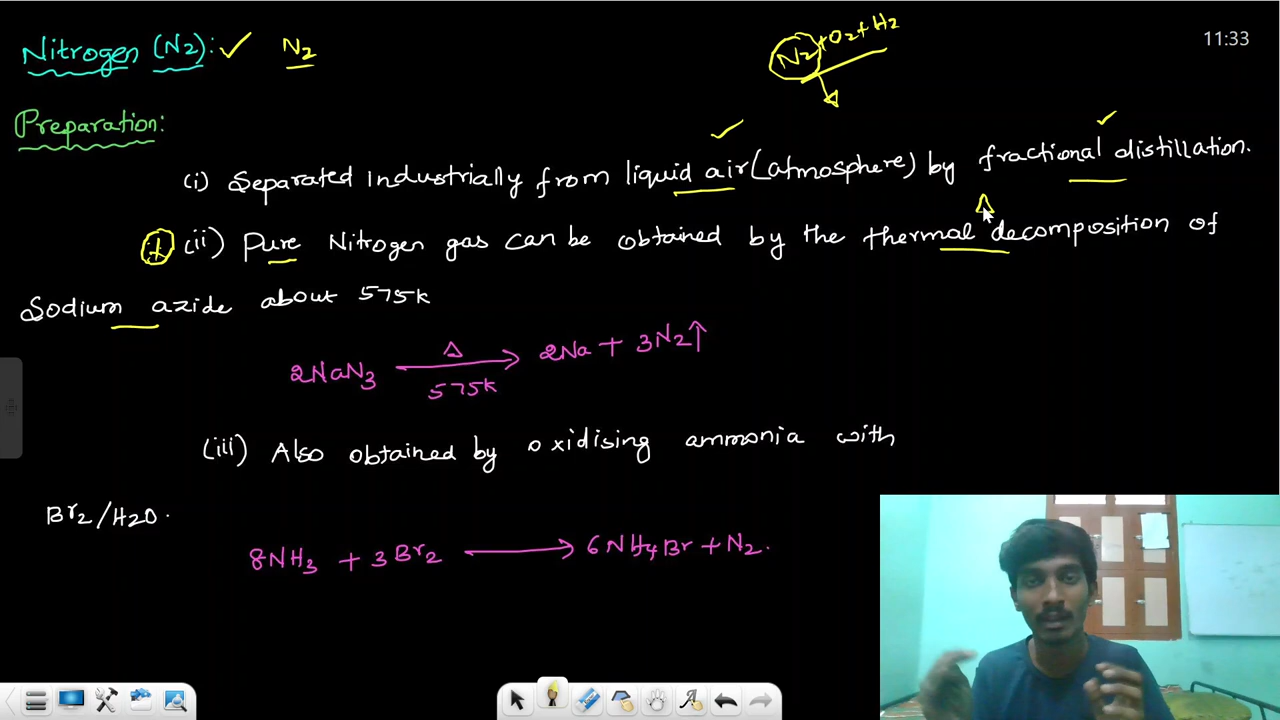 Nitrogen (N2): ✓ N2
N2 + O2 + H2
11:33
Preparation:
(i) Separated industrially from liquid air (atmosphere) by fractional distillation.
(ii) Pure Nitrogen gas can be obtained by the thermal decomposition of
Sodium azide about 575k
2NaN3 →Δ 575k 2Na + 3N2↑
(iii) Also obtained by oxidising ammonia with
Br2/H2O.
8NH3 + 3Br2 → 6NH4Br + N2.